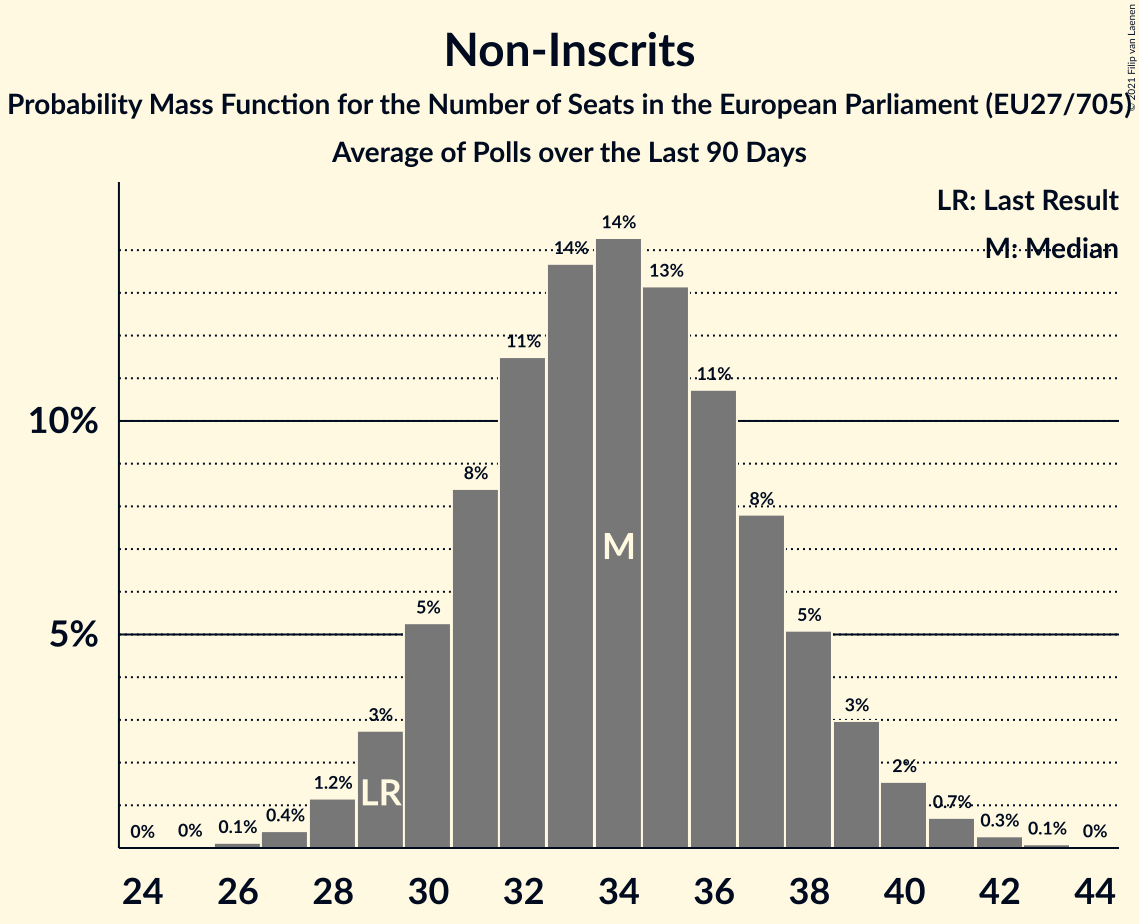 Non-Inscrits
© 2021 Filip van Laenen
Probability Mass Function for the Number of Seats in the European Parliament (EU27/705)
Average of Polls over the Last 90 Days
LR: Last Result
M: Median
10%
5%
0%
0%
0.1%
0.4%
1.2%
3%
5%
8%
11%
14%
14%
13%
11%
8%
5%
3%
2%
0.7%
0.3%
0.1%
0%
LR
M
24 26 28 30 32 34 36 38 40 42 44